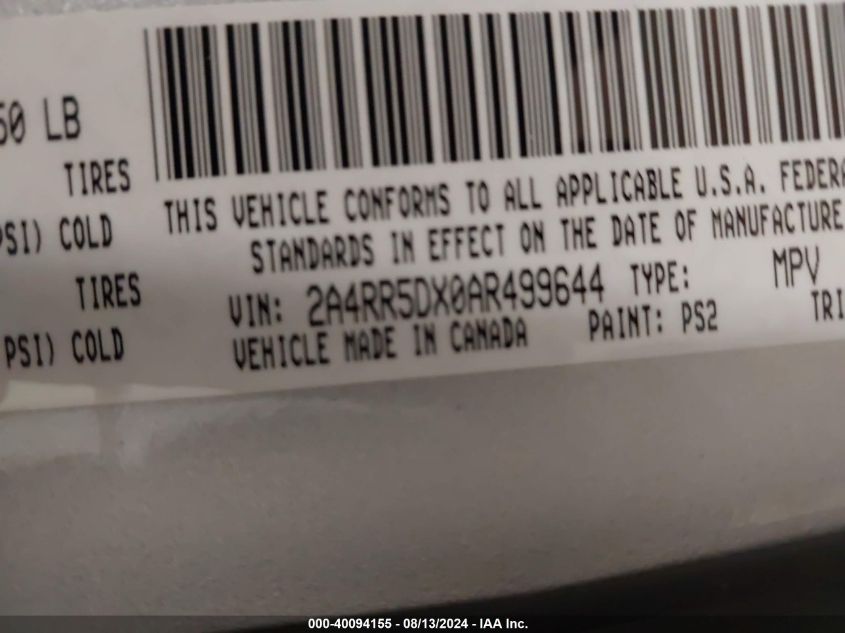 50 LB
TIRES
PSI) COLD
TIRES
PSI) COLD
THIS VEHICLE CONFORMS TO ALL APPLICABLE U.S.A. FEDERA
STANDARDS IN EFFECT ON THE DATE OF MANUFACTURE
VIN: 2A4RR5DX0AR499644 TYPE: MPV
VEHICLE MADE IN CANADA PAINT: PS2 TRI
000-40094155 - 08/13/2024 - IAA Inc.